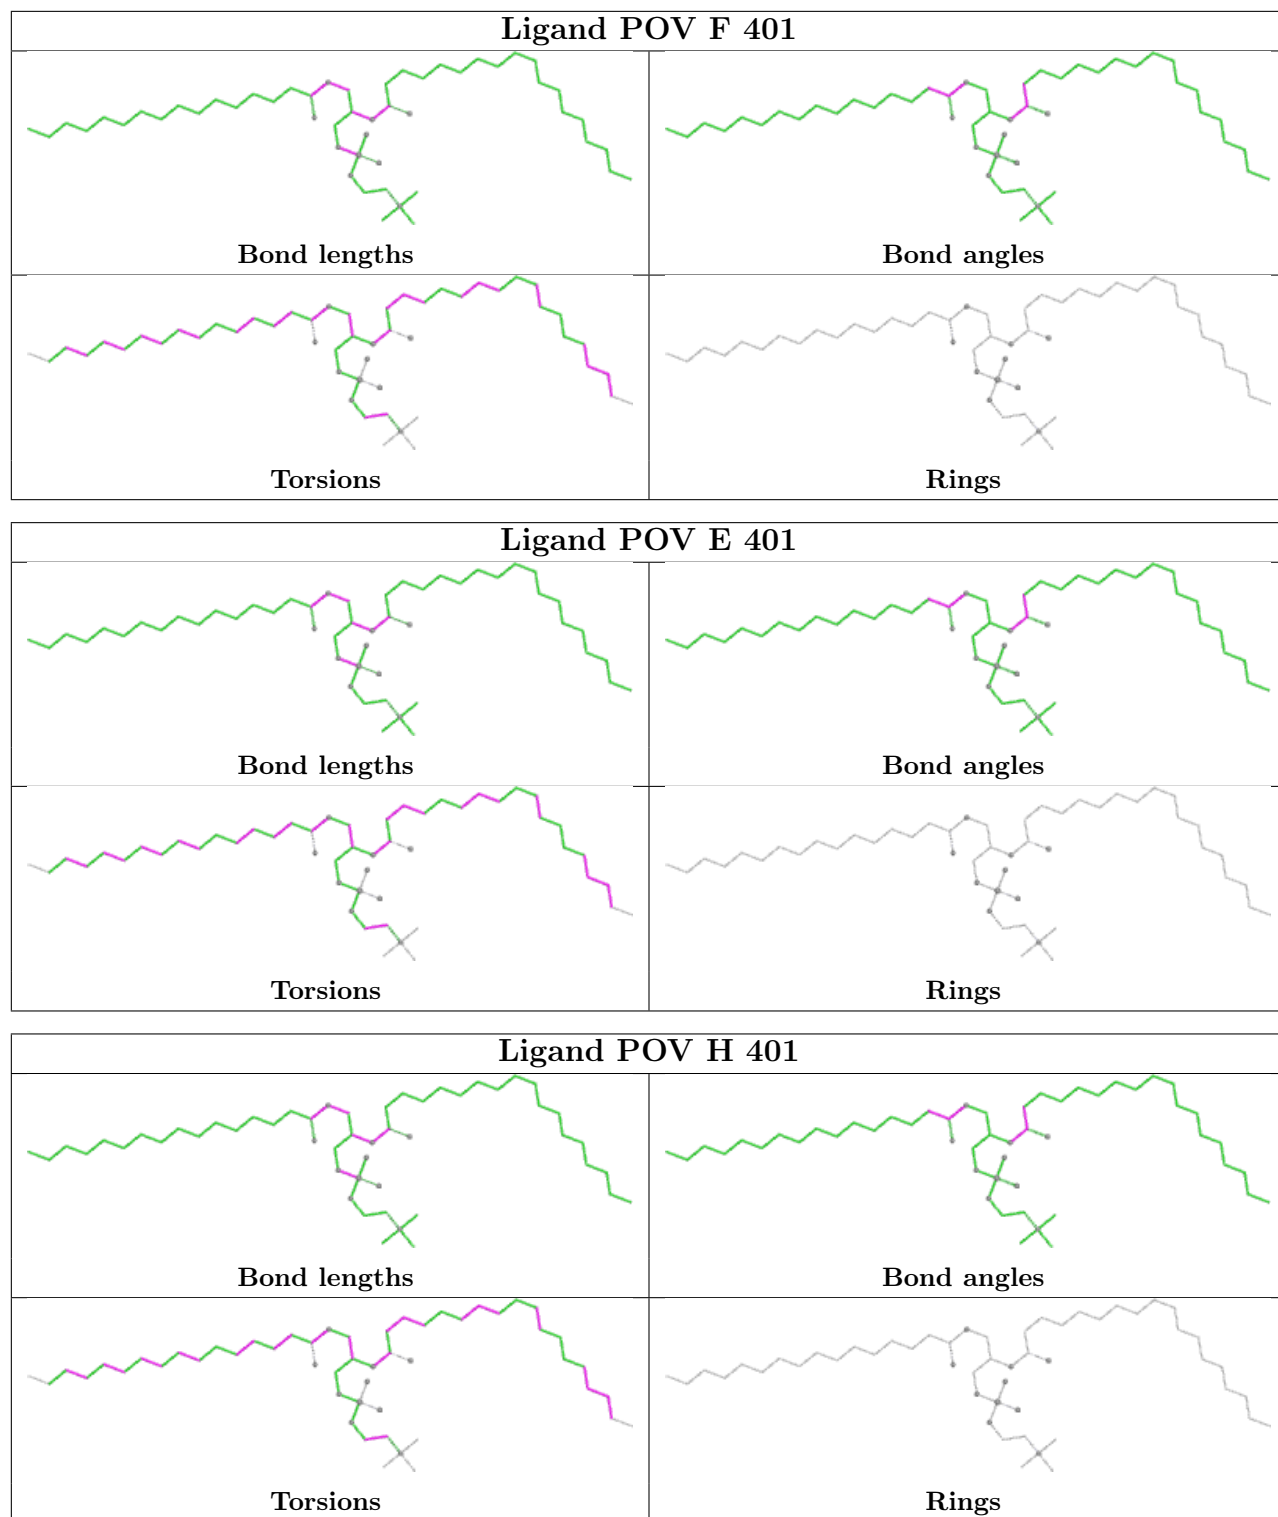 Ligand POV F 401
Bond lengths
Bond angles
Torsions
Rings
Ligand POV E 401
Bond lengths
Bond angles
Torsions
Rings
Ligand POV H 401
Bond lengths
Bond angles
Torsions
Rings